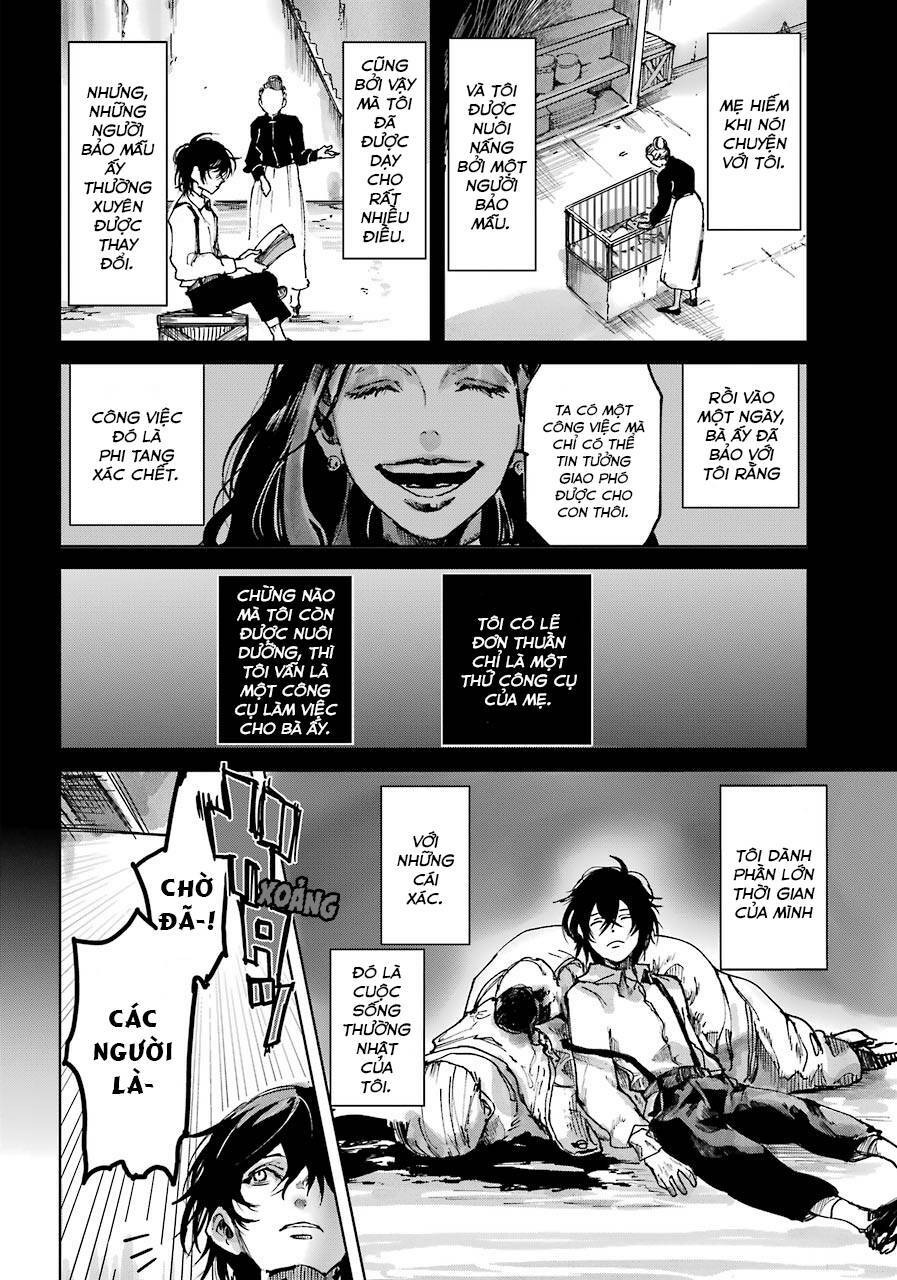 MẸ HIẾM
KHI NÓI
CHUYỆN
VỚI TÔI.
VÀ TÔI
ĐƯỢC
NUÔI
NẤNG
BỞI MỘT
NGƯỜI
BẢO
MẪU.
CŨNG
BỞI VẬY
MÀ TÔI
ĐÃ
ĐƯỢC
DẠY CHO
RẤT
NHIỀU
ĐIỀU.
NHƯNG,
NHỮNG
NGƯỜI
BẢO MẪU
ẤY
THƯỜNG
XUYÊN
ĐƯỢC
THAY
ĐỔI.
RỒI VÀO
MỘT NGÀY,
BÀ ẤY ĐÃ
BẢO VỚI
TÔI RẰNG
TA CÓ MỘT
CÔNG VIỆC MÀ
CHỈ CÓ THỂ
TIN TƯỞNG
GIAO PHÓ
ĐƯỢC CHO
CON THÔI.
CÔNG VIỆC
ĐÓ LÀ
PHI TANG
XÁC CHẾT.
TÔI CÓ LẼ
ĐƠN THUẦN
CHỈ LÀ MỘT
THỨ CÔNG CỤ
CỦA MẸ.
CHỪNG NÀO
MÀ TÔI CÒN
ĐƯỢC NUÔI
DƯỠNG, THÌ
TÔI VẪN LÀ
MỘT CÔNG
CỤ LÀM VIỆC
CHO BÀ ẤY.
TÔI DÀNH
PHẦN LỚN
THỜI GIAN
CỦA MÌNH
VỚI
NHỮNG
CÁI
XÁC.
ĐÓ LÀ
CUỘC
SỐNG
THƯỜNG
NHẬT
CỦA
TÔI.
XOẢNG
CHỜ
ĐÃ-!
CÁC
NGƯỜI
LÀ-